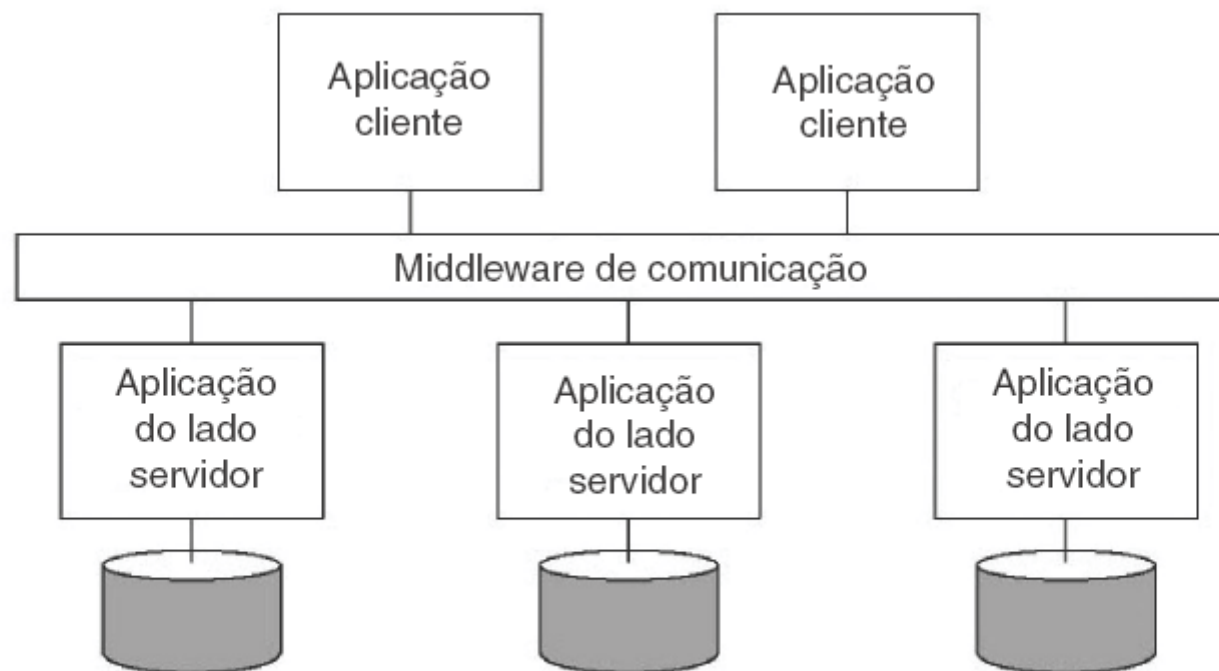 Aplicação
cliente
Aplicação
cliente
Middleware de comunicação
Aplicação
do lado
servidor
Aplicação
do lado
servidor
Aplicação
do lado
servidor